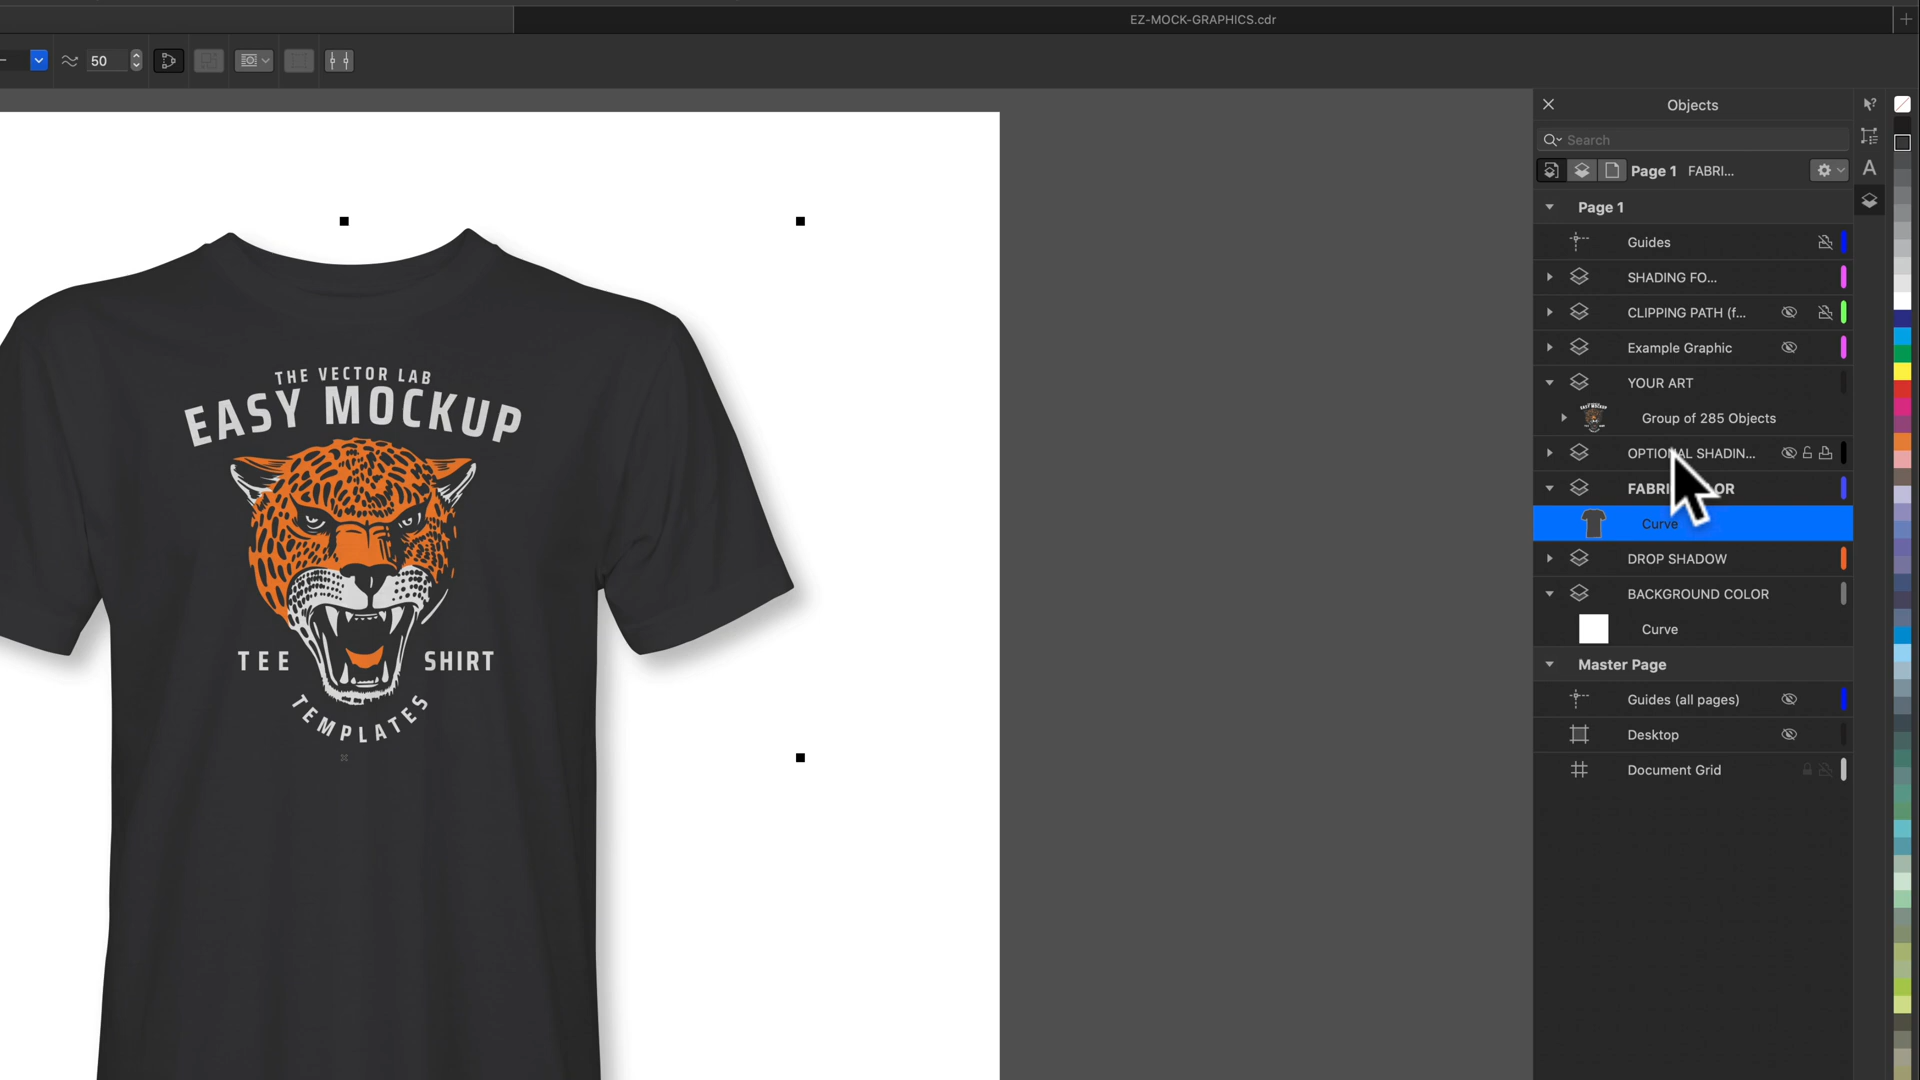 EZ-MOCK-GRAPHICS.cdr
50
Objects
Search
Page 1 FABRI...
Page 1
Guides
SHADING FO...
CLIPPING PATH (f...
Example Graphic
YOUR ART
Group of 285 Objects
OPTIONAL SHADIN...
Curve
DROP SHADOW
BACKGROUND COLOR
Curve
Master Page
Guides (all pages)
Desktop
Document Grid
THE VECTOR LAB
EASY MOCKUP
TEE SHIRT
TEMPLATES